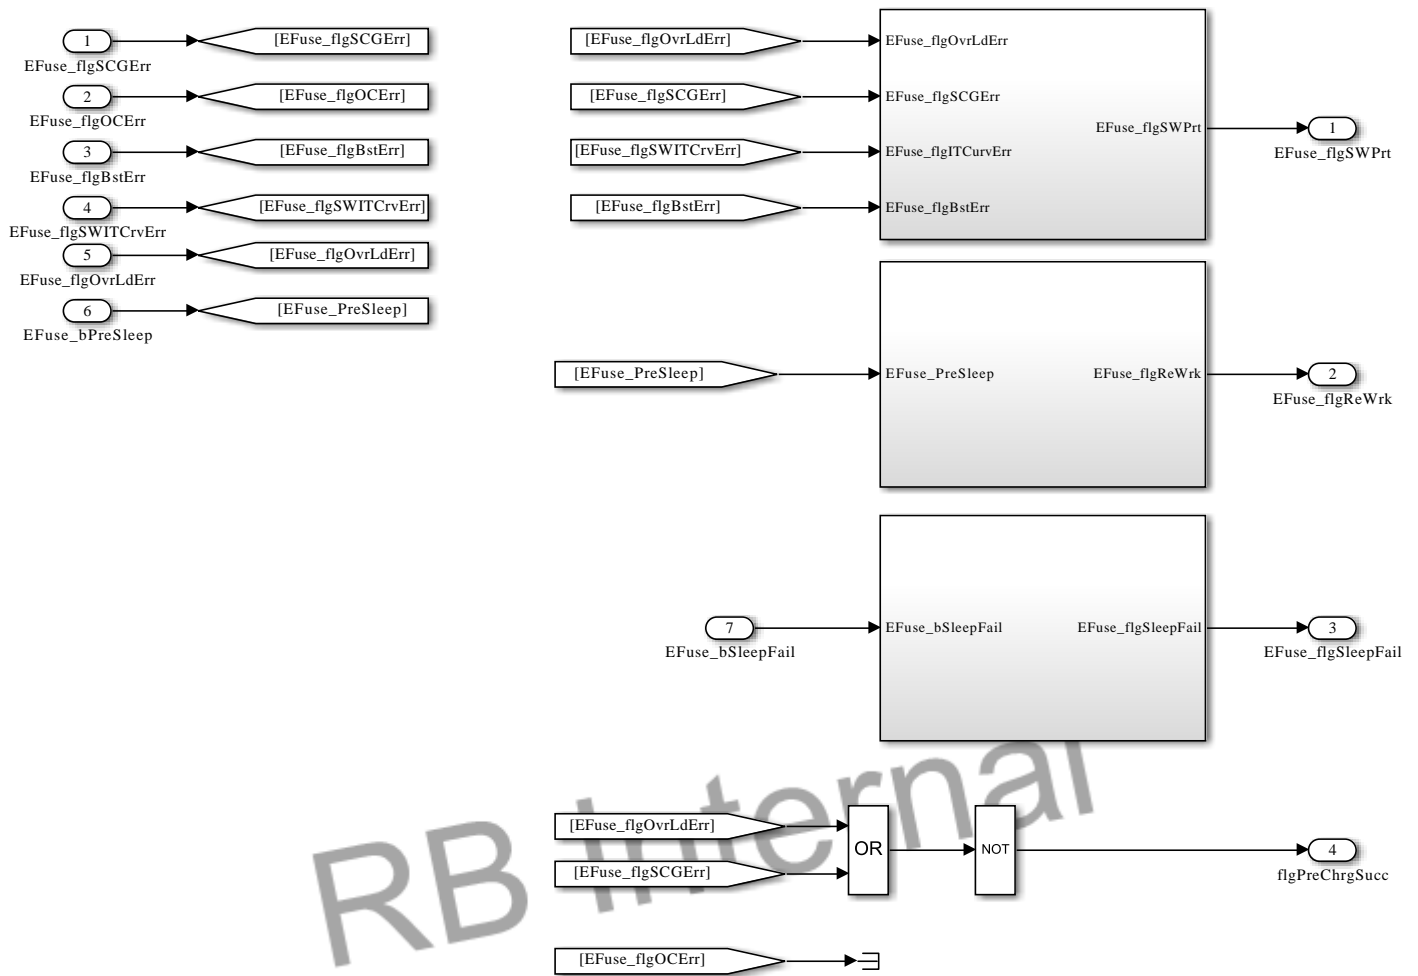 1
EFuse_flgSCGErr
[EFuse_flgSCGErr]
2
EFuse_flgOCErr
[EFuse_flgOCErr]
3
EFuse_flgBstErr
[EFuse_flgBstErr]
4
EFuse_flgSWITCrvErr
[EFuse_flgSWITCrvErr]
5
EFuse_flgOvrLdErr
[EFuse_flgOvrLdErr]
6
EFuse_bPreSleep
[EFuse_PreSleep]
[EFuse_flgOvrLdErr]
[EFuse_flgSCGErr]
[EFuse_flgSWITCrvErr]
[EFuse_flgBstErr]
EFuse_flgOvrLdErr
EFuse_flgSCGErr
EFuse_flgITCurvErr
EFuse_flgBstErr
EFuse_flgSWPrt
1
EFuse_flgSWPrt
[EFuse_PreSleep]
EFuse_PreSleep
EFuse_flgReWrk
2
EFuse_flgReWrk
7
EFuse_bSleepFail
EFuse_bSleepFail
EFuse_flgSleepFail
3
EFuse_flgSleepFail
[EFuse_flgOvrLdErr]
[EFuse_flgSCGErr]
OR
NOT
4
flgPreChrgSucc
[EFuse_flgOCErr]
RB Internal